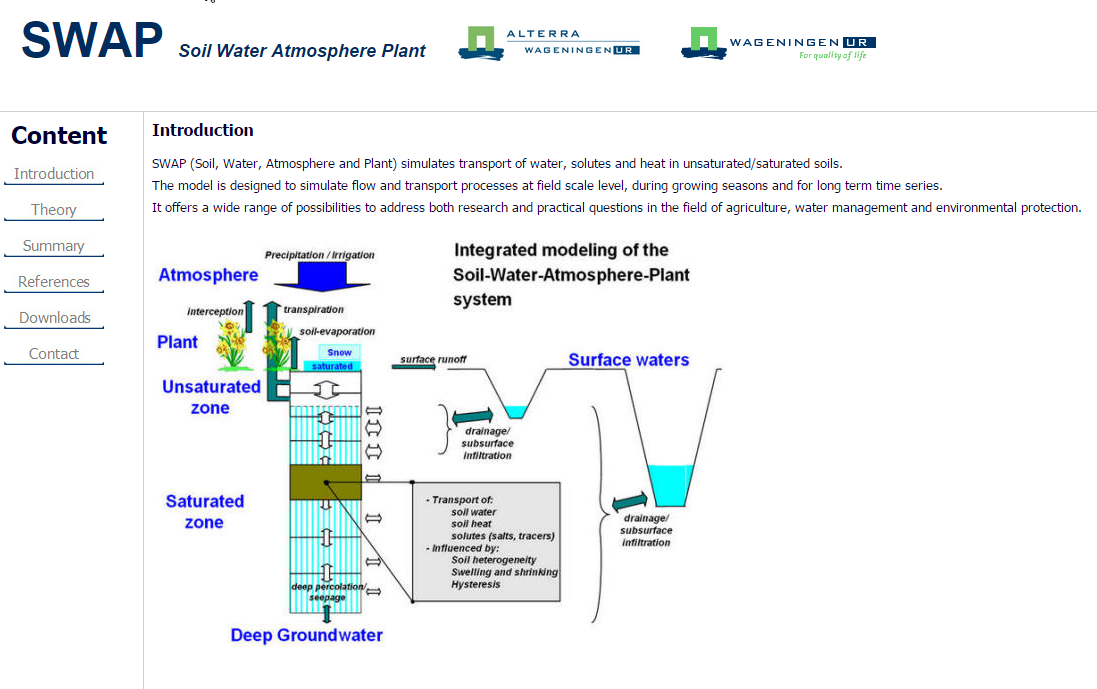 SWAP Soil Water Atmosphere Plant
ALTERRA
WAGENINGEN UR
WAGENINGEN UR
For quality of life
Content
Introduction
Theory
Summary
References
Downloads
Contact
Introduction
SWAP (Soil, Water, Atmosphere and Plant) simulates transport of water, solutes and heat in unsaturated/saturated soils.
The model is designed to simulate flow and transport processes at field scale level, during growing seasons and for long term time series.
It offers a wide range of possibilities to address both research and practical questions in the field of agriculture, water management and environmental protection.
Integrated modeling of the
Soil-Water-Atmosphere-Plant
system
Precipitation / Irrigation
Atmosphere
interception
transpiration
soil-evaporation
Plant
Snow
saturated
surface runoff
Surface waters
Unsaturated
zone
drainage/
subsurface
infiltration
Saturated
zone
- Transport of:
soil water
soil heat
solutes (salts, tracers)
- Influenced by:
Soil heterogeneity
Swelling and shrinking
Hysteresis
drainage/
subsurface
infiltration
deep percolation/
seepage
Deep Groundwater